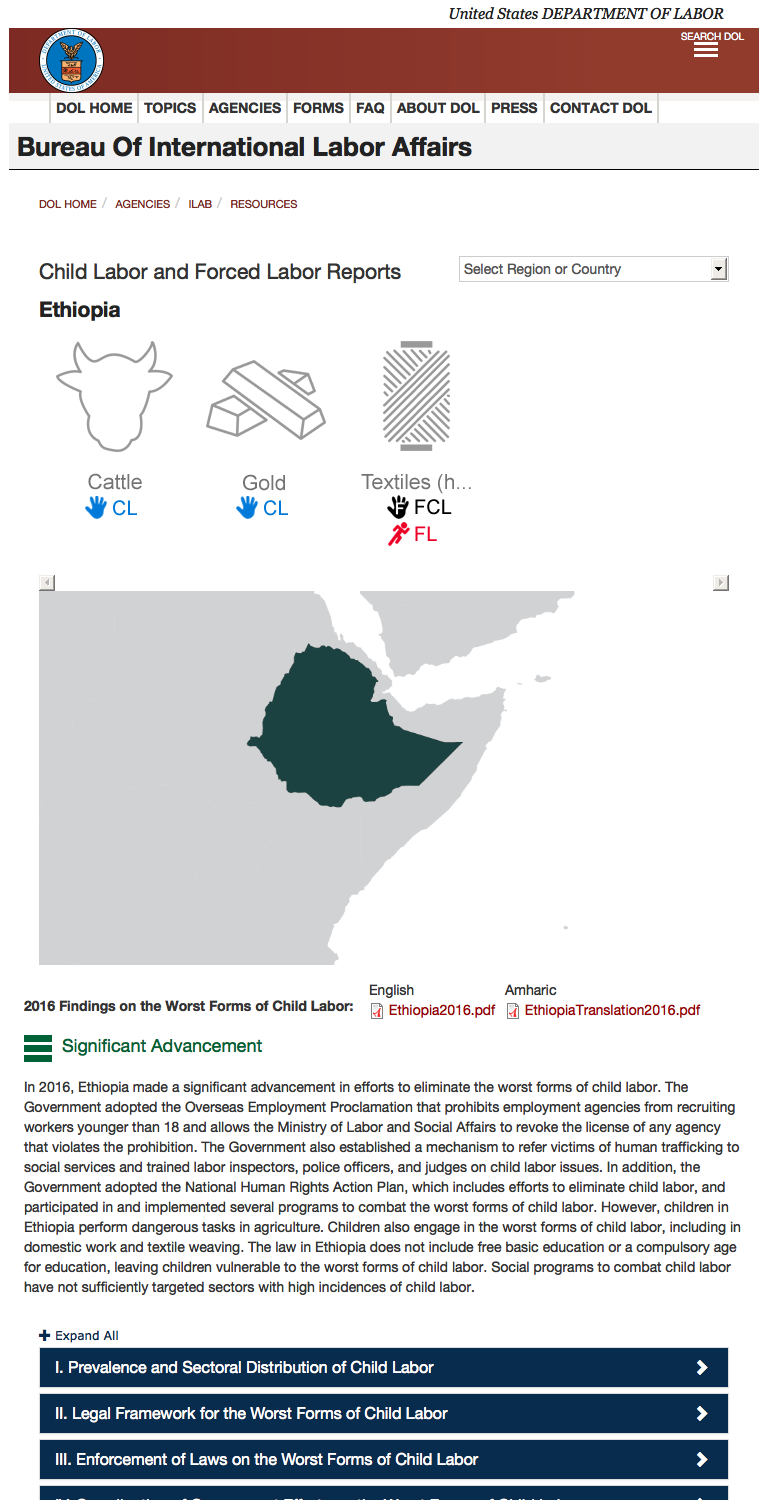 United States DEPARTMENT OF LABOR
SEARCH DOL
DOL HOME TOPICS AGENCIES FORMS FAQ ABOUT DOL PRESS CONTACT DOL
Bureau Of International Labor Affairs
DOL HOME / AGENCIES / ILAB / RESOURCES
Child Labor and Forced Labor Reports
Select Region or Country
Ethiopia
Cattle Gold Textiles (h...
CL CL FCL
FL
English Amharic
2016 Findings on the Worst Forms of Child Labor: Ethiopia2016.pdf EthiopiaTranslation2016.pdf
Significant Advancement
In 2016, Ethiopia made a significant advancement in efforts to eliminate the worst forms of child labor. The
Government adopted the Overseas Employment Proclamation that prohibits employment agencies from recruiting
workers younger than 18 and allows the Ministry of Labor and Social Affairs to revoke the license of any agency
that violates the prohibition. The Government also established a mechanism to refer victims of human trafficking to
social services and trained labor inspectors, police officers, and judges on child labor issues. In addition, the
Government adopted the National Human Rights Action Plan, which includes efforts to eliminate child labor, and
participated in and implemented several programs to combat the worst forms of child labor. However, children in
Ethiopia perform dangerous tasks in agriculture. Children also engage in the worst forms of child labor, including in
domestic work and textile weaving. The law in Ethiopia does not include free basic education or a compulsory age
for education, leaving children vulnerable to the worst forms of child labor. Social programs to combat child labor
have not sufficiently targeted sectors with high incidences of child labor.
Expand All
I. Prevalence and Sectoral Distribution of Child Labor
II. Legal Framework for the Worst Forms of Child Labor
III. Enforcement of Laws on the Worst Forms of Child Labor